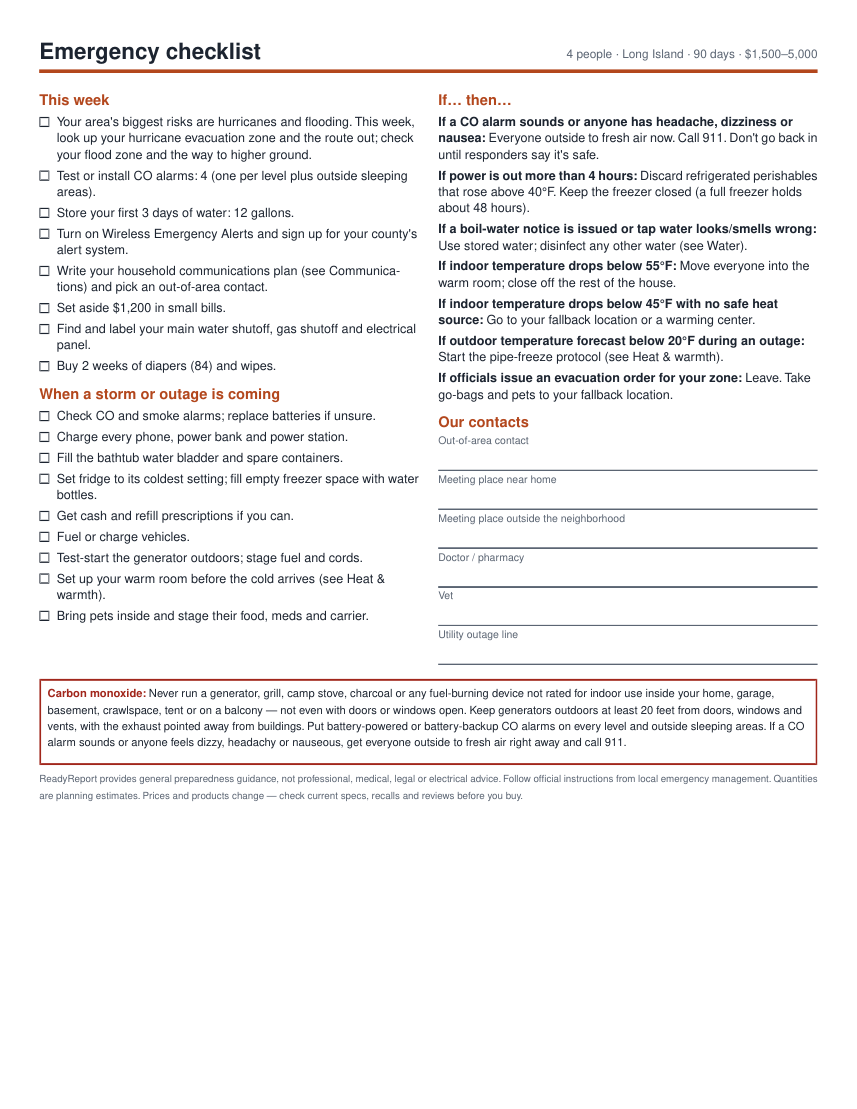 Emergency checklist
4 people · Long Island · 90 days · $1,500–5,000
This week
Your area's biggest risks are hurricanes and flooding. This week,
look up your hurricane evacuation zone and the route out; check
your flood zone and the way to higher ground.
Test or install CO alarms: 4 (one per level plus outside sleeping
areas).
Store your first 3 days of water: 12 gallons.
Turn on Wireless Emergency Alerts and sign up for your county's
alert system.
Write your household communications plan (see Communica-
tions) and pick an out-of-area contact.
Set aside $1,200 in small bills.
Find and label your main water shutoff, gas shutoff and electrical
panel.
Buy 2 weeks of diapers (84) and wipes.
When a storm or outage is coming
Check CO and smoke alarms; replace batteries if unsure.
Charge every phone, power bank and power station.
Fill the bathtub water bladder and spare containers.
Set fridge to its coldest setting; fill empty freezer space with water
bottles.
Get cash and refill prescriptions if you can.
Fuel or charge vehicles.
Test-start the generator outdoors; stage fuel and cords.
Set up your warm room before the cold arrives (see Heat &
warmth).
Bring pets inside and stage their food, meds and carrier.
If… then…
If a CO alarm sounds or anyone has headache, dizziness or
nausea: Everyone outside to fresh air now. Call 911. Don't go back in
until responders say it's safe.
If power is out more than 4 hours: Discard refrigerated perishables
that rose above 40°F. Keep the freezer closed (a full freezer holds
about 48 hours).
If a boil-water notice is issued or tap water looks/smells wrong:
Use stored water; disinfect any other water (see Water).
If indoor temperature drops below 55°F: Move everyone into the
warm room; close off the rest of the house.
If indoor temperature drops below 45°F with no safe heat
source: Go to your fallback location or a warming center.
If outdoor temperature forecast below 20°F during an outage:
Start the pipe-freeze protocol (see Heat & warmth).
If officials issue an evacuation order for your zone: Leave. Take
go-bags and pets to your fallback location.
Our contacts
Out-of-area contact
Meeting place near home
Meeting place outside the neighborhood
Doctor / pharmacy
Vet
Utility outage line
Carbon monoxide: Never run a generator, grill, camp stove, charcoal or any fuel-burning device not rated for indoor use inside your home, garage,
basement, crawlspace, tent or on a balcony — not even with doors or windows open. Keep generators outdoors at least 20 feet from doors, windows and
vents, with the exhaust pointed away from buildings. Put battery-powered or battery-backup CO alarms on every level and outside sleeping areas. If a CO
alarm sounds or anyone feels dizzy, headachy or nauseous, get everyone outside to fresh air right away and call 911.
ReadyReport provides general preparedness guidance, not professional, medical, legal or electrical advice. Follow official instructions from local emergency management. Quantities
are planning estimates. Prices and products change — check current specs, recalls and reviews before you buy.